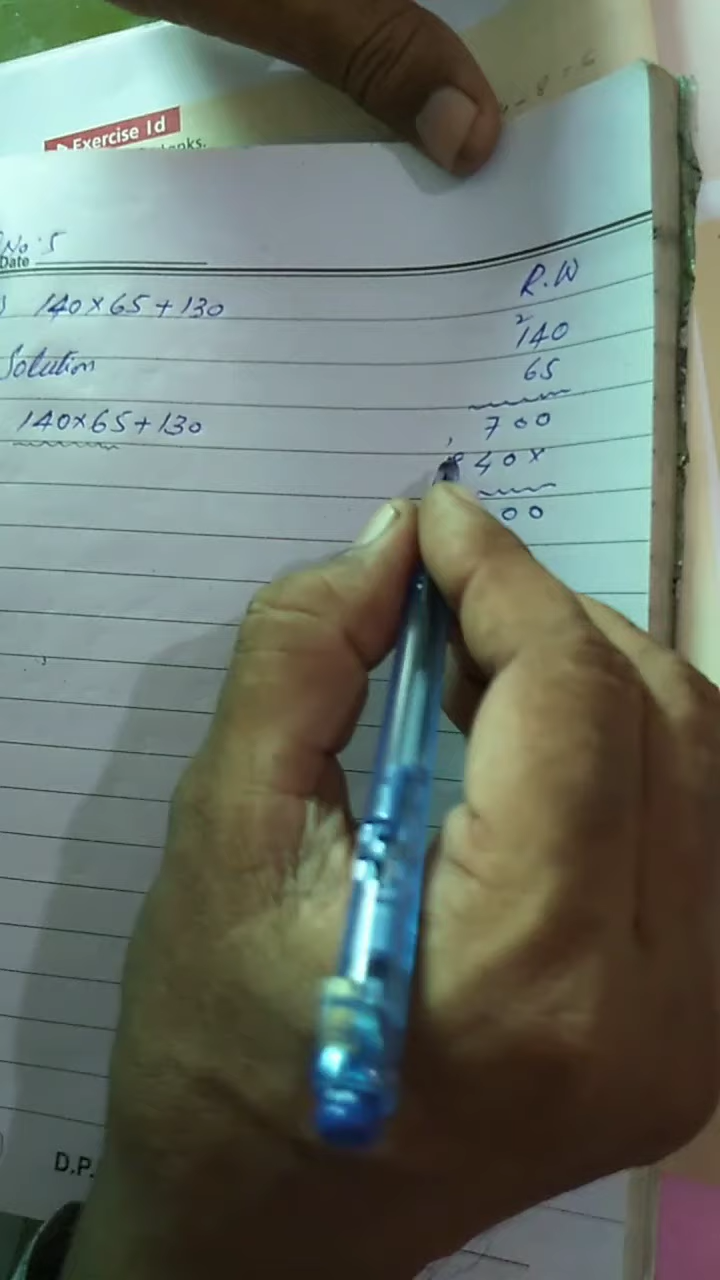 Exercise 1d
No: 5
Date
140×65+130
R.W
Solution
140×65+130
2
140
65
700
840×
00
D.P.